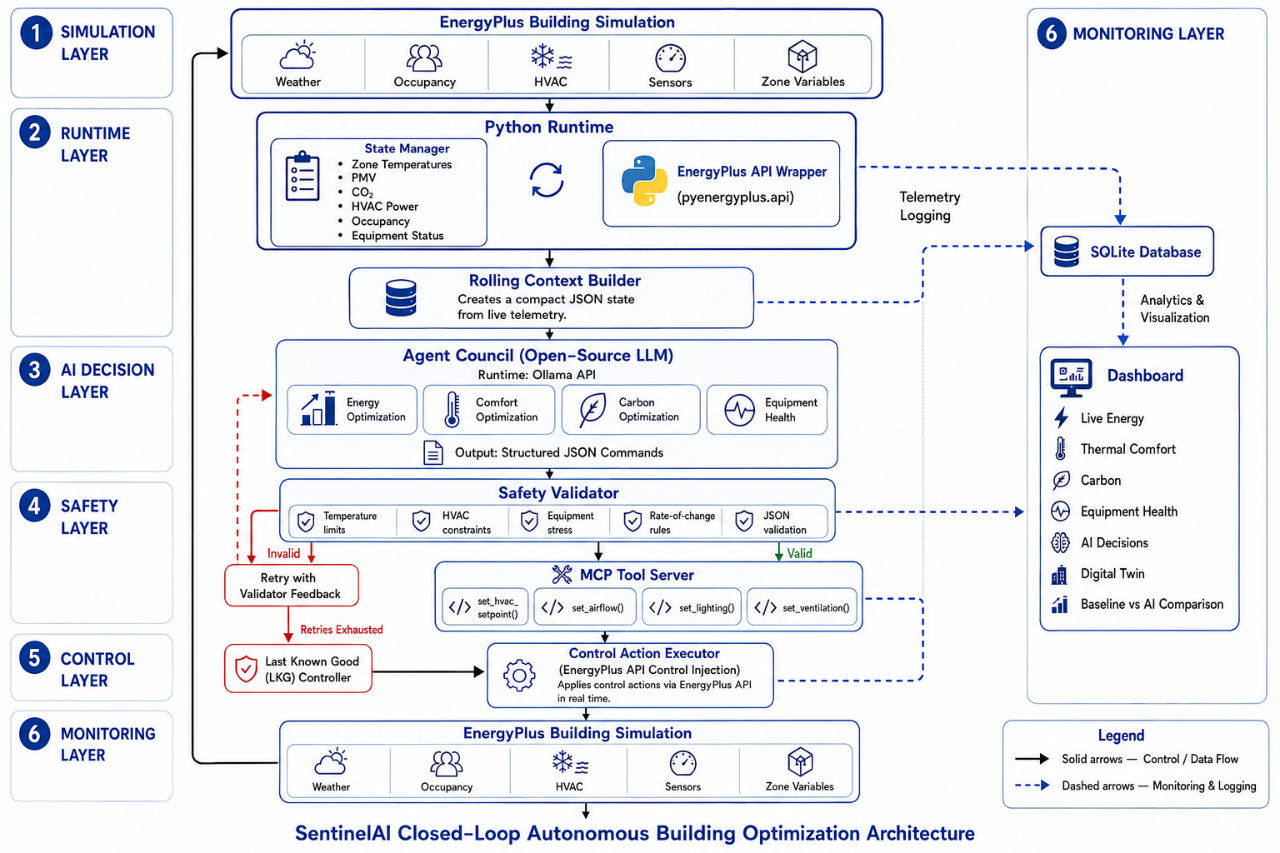 1 SIMULATION
LAYER
2 RUNTIME
LAYER
3 AI DECISION
LAYER
4 SAFETY
LAYER
5 CONTROL
LAYER
6 MONITORING
LAYER
EnergyPlus Building Simulation
Weather
Occupancy
HVAC
Sensors
Zone Variables
Python Runtime
State Manager
• Zone Temperatures
• PMV
• CO₂
• HVAC Power
• Occupancy
• Equipment Status
EnergyPlus API Wrapper
(pyenergyplus.api)
Rolling Context Builder
Creates a compact JSON state
from live telemetry.
Agent Council (Open-Source LLM)
Runtime: Ollama API
Energy
Optimization
Comfort
Optimization
Carbon
Optimization
Equipment
Health
Output: Structured JSON Commands
Safety Validator
Temperature
limits
HVAC
constraints
Equipment
stress
Rate-of-change
rules
JSON
validation
Invalid
Valid
Retry with
Validator Feedback
Retries Exhausted
Last Known Good
(LKG) Controller
MCP Tool Server
</> set_hvac_
setpoint()
</> set_airflow()
</> set_lighting()
</> set_ventilation()
Control Action Executor
(EnergyPlus API Control Injection)
Applies control actions via EnergyPlus API
in real time.
EnergyPlus Building Simulation
Weather
Occupancy
HVAC
Sensors
Zone Variables
Telemetry
Logging
6 MONITORING LAYER
SQLite Database
Analytics &
Visualization
Dashboard
Live Energy
Thermal Comfort
Carbon
Equipment Health
AI Decisions
Digital Twin
Baseline vs AI Comparison
Legend
Solid arrows — Control / Data Flow
Dashed arrows — Monitoring & Logging
SentinelAI Closed-Loop Autonomous Building Optimization Architecture